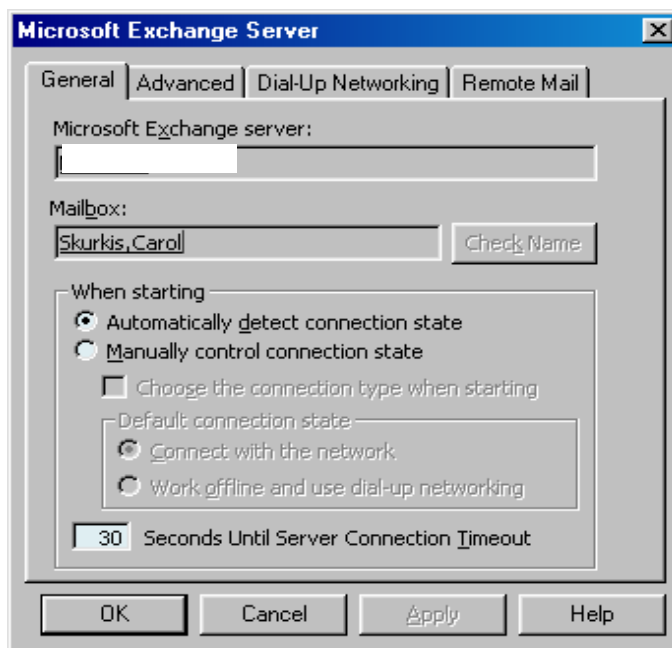 Microsoft Exchange Server
General Advanced Dial-Up Networking Remote Mail
Microsoft Exchange server:
Mailbox:
Skurkis,Carol Check Name
When starting
Automatically detect connection state
Manually control connection state
Choose the connection type when starting
Default connection state
Connect with the network
Work offline and use dial-up networking
30 Seconds Until Server Connection Timeout
OK Cancel Apply Help